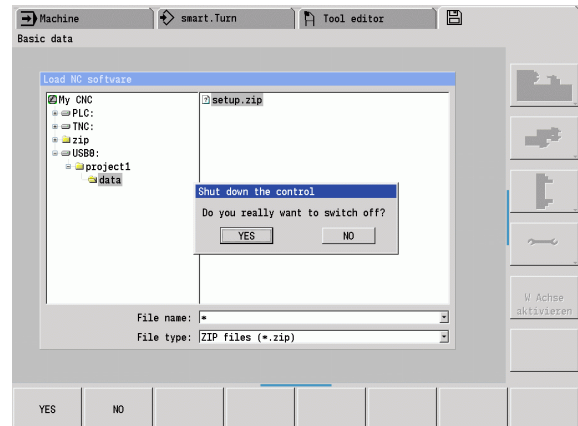 Machine
smart.Turn
Tool editor
Basic data
Load NC software
My CNC
PLC:
TNC:
zip
USB0:
project1
data
setup.zip
Shut down the control
Do you really want to switch off?
YES
NO
W Achse
aktivieren
File name: *
File type: ZIP files (*.zip)
YES
NO